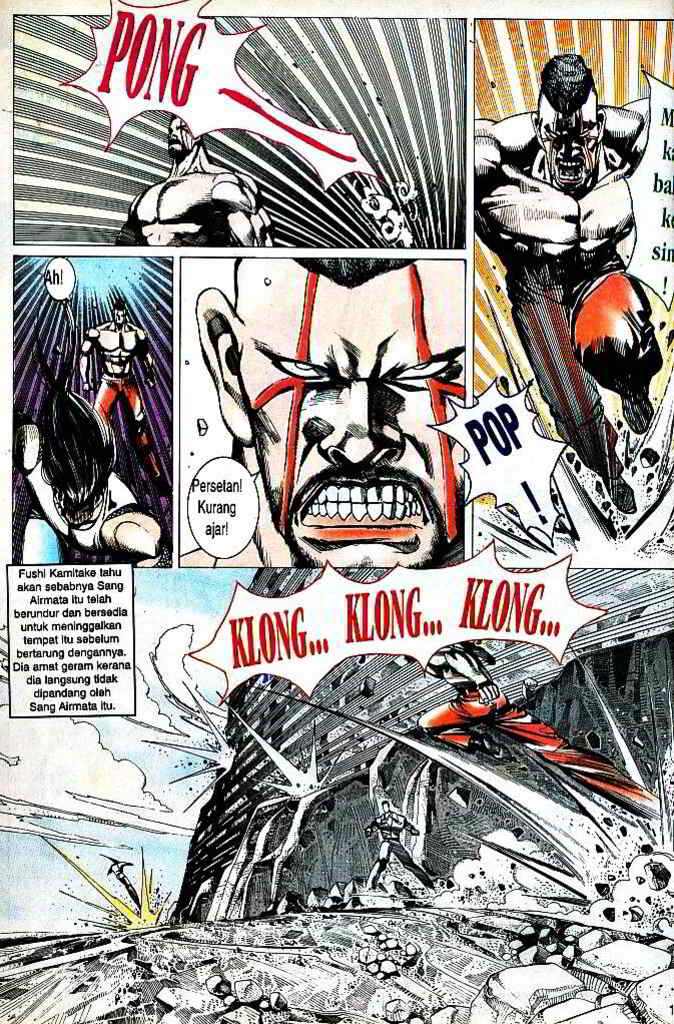 PONG
Ah!
Persetan!
Kurang
ajar!
POP
!
Fushi Kamitake tahu
akan sebabnya Sang
Airmata itu telah
berundur dan bersedia
untuk meninggalkan
tempat itu sebelum
bertarung dengannya.
Dia amat geram kerana
dia langsung tidak
dipandang oleh
Sang Airmata itu.
KLONG... KLONG... KLONG...